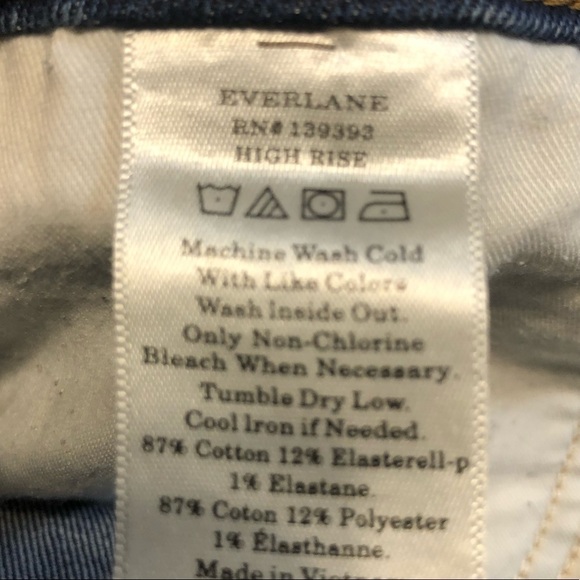 EVERLANE
RN# 139393
HIGH RISE
Machine Wash Cold
With Like Colors
Wash Inside Out.
Only Non-Chlorine
Bleach When Necessary.
Tumble Dry Low.
Cool Iron if Needed.
87% Cotton 12% Elasterell-p
1% Elastane.
87% Coton 12% Polyester
1% Élasthanne.
Made in